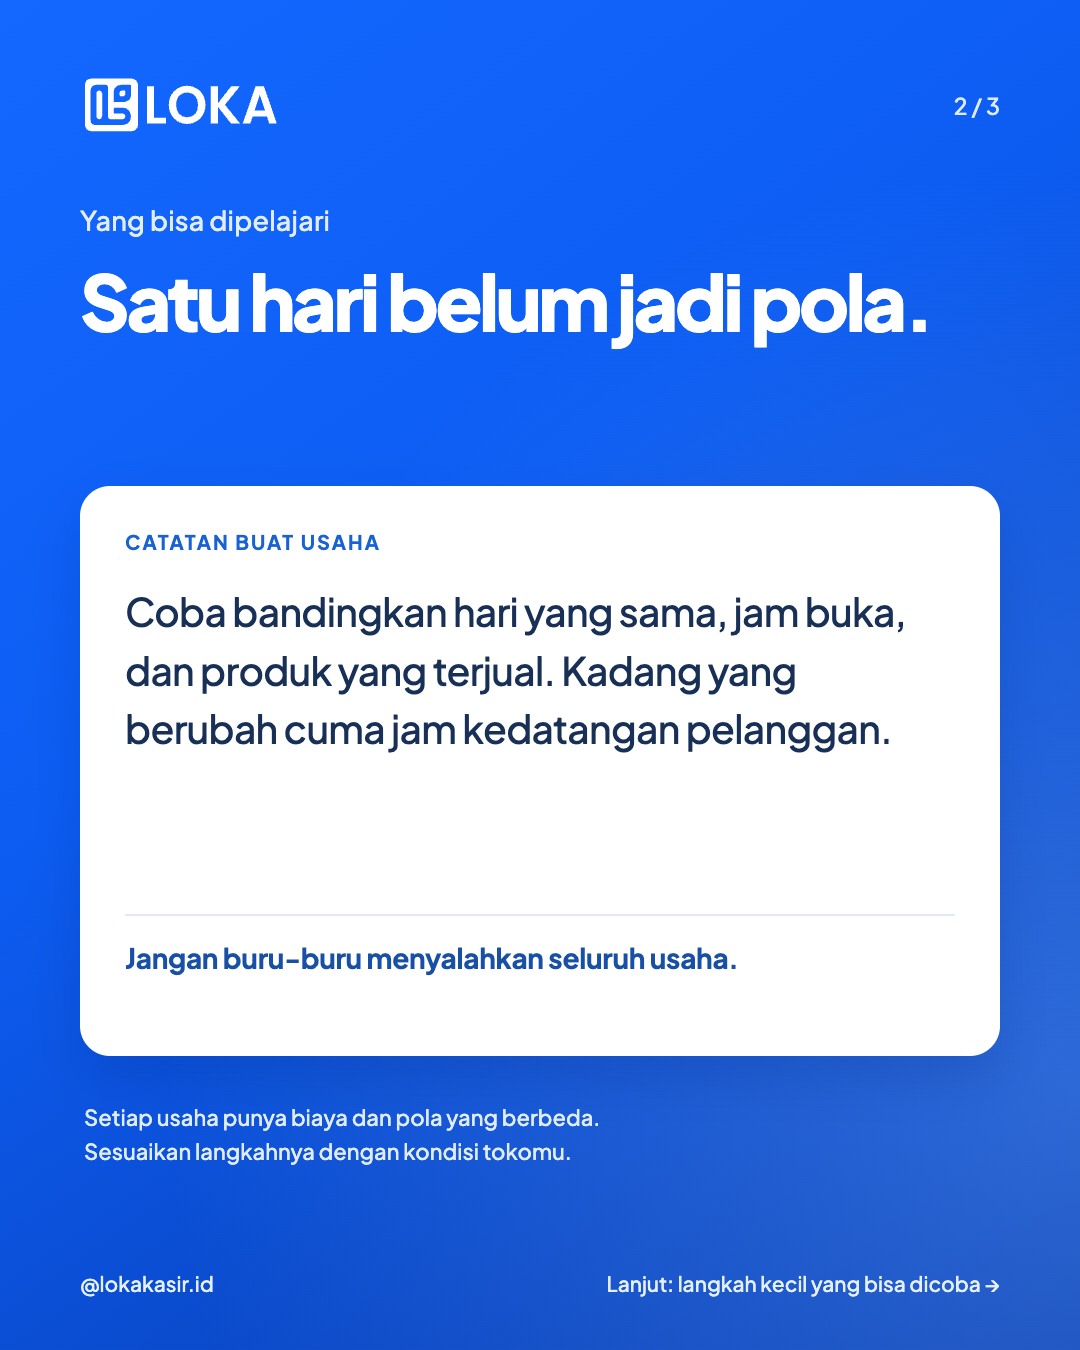 LOKA
2 / 3
Yang bisa dipelajari
Satu hari belum jadi pola.
CATATAN BUAT USAHA
Coba bandingkan hari yang sama, jam buka,
dan produk yang terjual. Kadang yang
berubah cuma jam kedatangan pelanggan.
Jangan buru-buru menyalahkan seluruh usaha.
Setiap usaha punya biaya dan pola yang berbeda.
Sesuaikan langkahnya dengan kondisi tokomu.
@lokakasir.id
Lanjut: langkah kecil yang bisa dicoba →